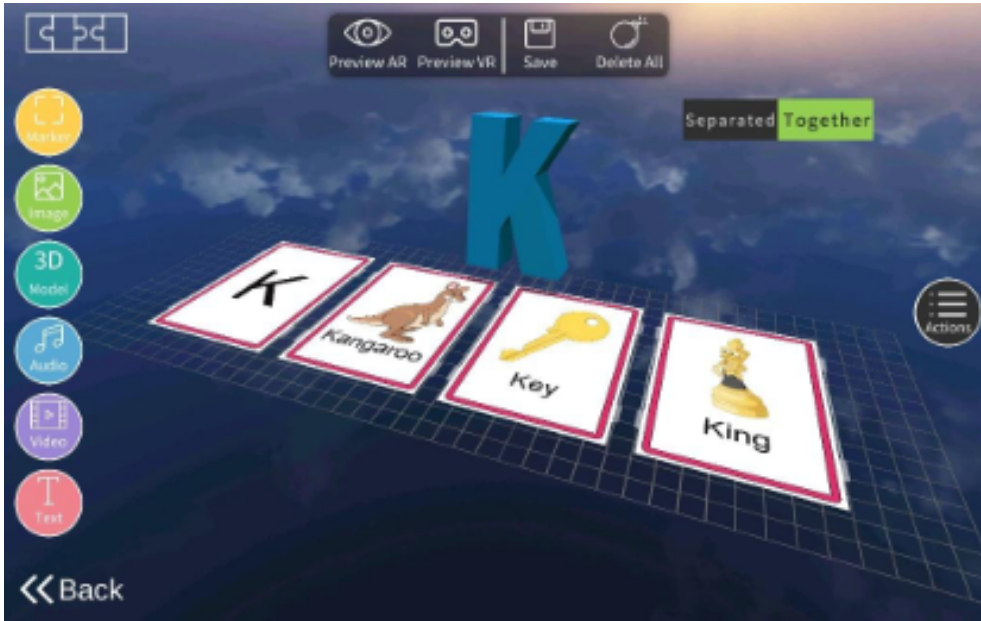 Preview AR Preview VR Save Delete All
Separated Together
Marker
Image
3D
Model
Audio
Video
T
Text
Actions
K
K
Kangaroo
Key
King
Back